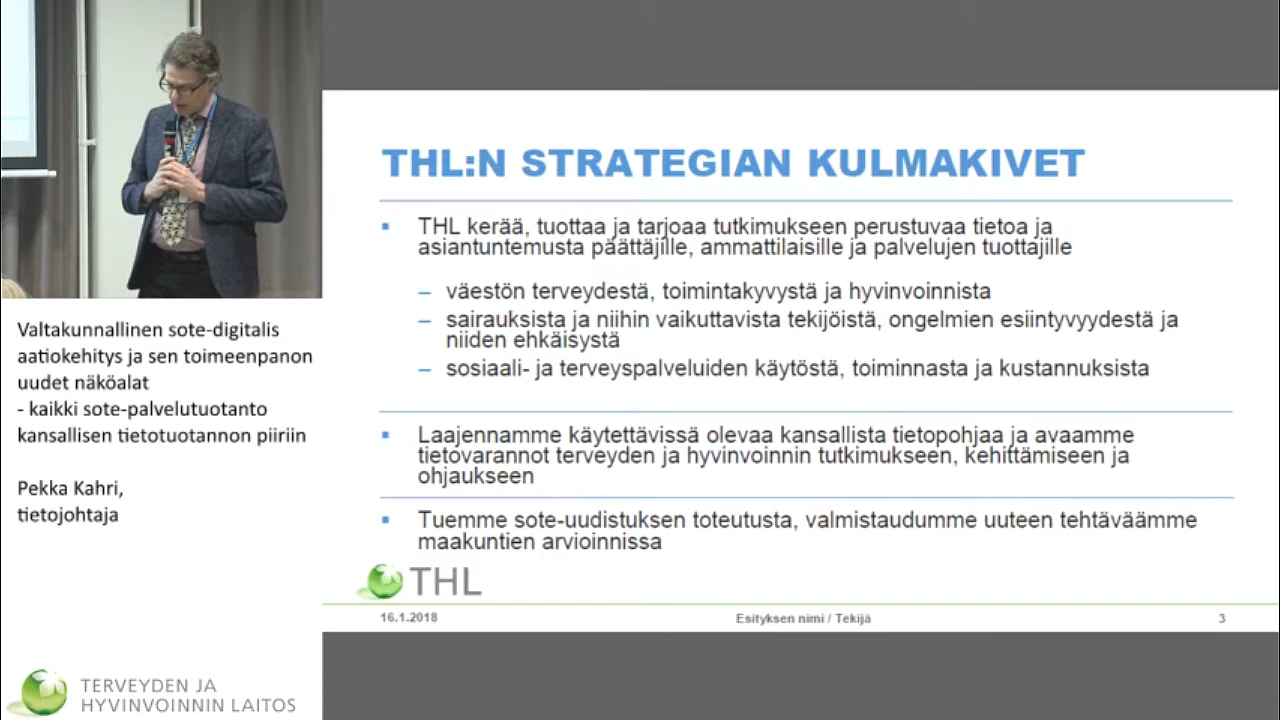 Valtakunnallinen sote-digitalis
aatiokehitys ja sen toimeenpanon
uudet näköalat
- kaikki sote-palvelutuotanto
kansallisen tietotuotannon piiriin
Pekka Kahri,
tietojohtaja
TERVEYDEN JA
HYVINVOINNIN LAITOS
THL:N STRATEGIAN KULMAKIVET
▪ THL kerää, tuottaa ja tarjoaa tutkimukseen perustuvaa tietoa ja
asiantuntemusta päättäjille, ammattilaisille ja palvelujen tuottajille
– väestön terveydestä, toimintakyvystä ja hyvinvoinnista
– sairauksista ja niihin vaikuttavista tekijöistä, ongelmien esiintyvyydestä ja
niiden ehkäisystä
– sosiaali- ja terveyspalveluiden käytöstä, toiminnasta ja kustannuksista
▪ Laajennamme käytettävissä olevaa kansallista tietopohjaa ja avaamme
tietovarannot terveyden ja hyvinvoinnin tutkimukseen, kehittämiseen ja
ohjaukseen
▪ Tuemme sote-uudistuksen toteutusta, valmistaudumme uuteen tehtäväämme
maakuntien arvioinnissa
THL
16.1.2018 Esityksen nimi / Tekijä 3